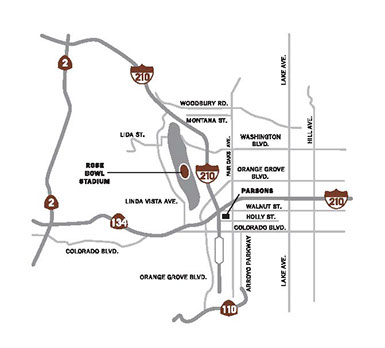 LAKE AVE.
2
210
WOODBURY RD.
MONTANA ST.
HILL AVE.
LIDA ST.
WASHINGTON
BLVD.
FAIR OAKS AVE.
ROSE
BOWL
STADIUM
210
ORANGE GROVE
BLVD.
PARSONS
2
LINDA VISTA AVE.
WALNUT ST.
210
134
HOLLY ST.
COLORADO BLVD.
COLORADO BLVD.
ORANGE GROVE BLVD.
ARROYO PARKWAY
LAKE AVE.
110